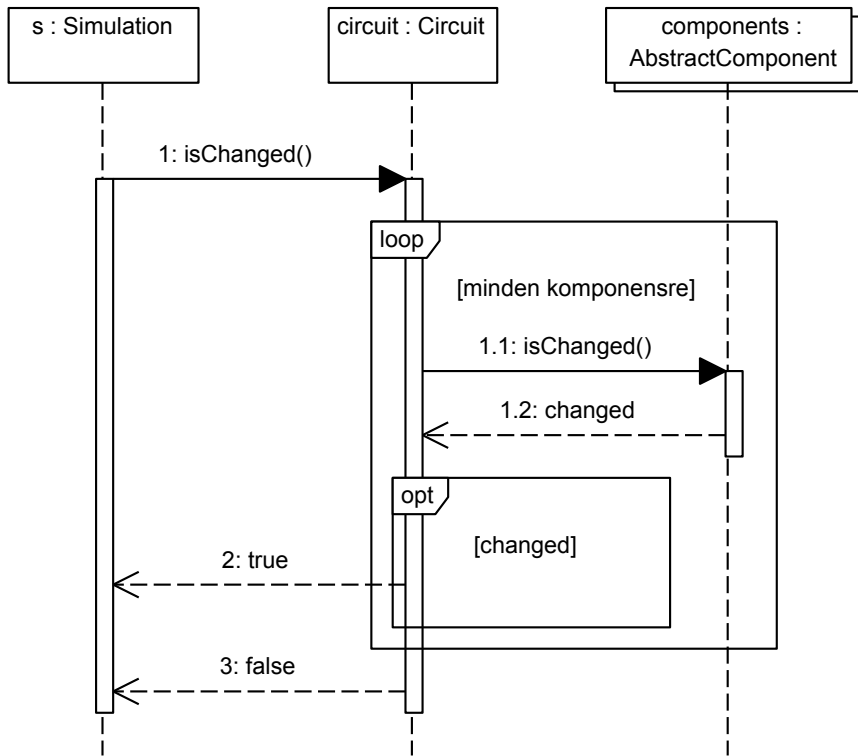 s : Simulation
circuit : Circuit
components :
AbstractComponent
1: isChanged()
loop
[minden komponensre]
1.1: isChanged()
1.2: changed
opt
[changed]
2: true
3: false